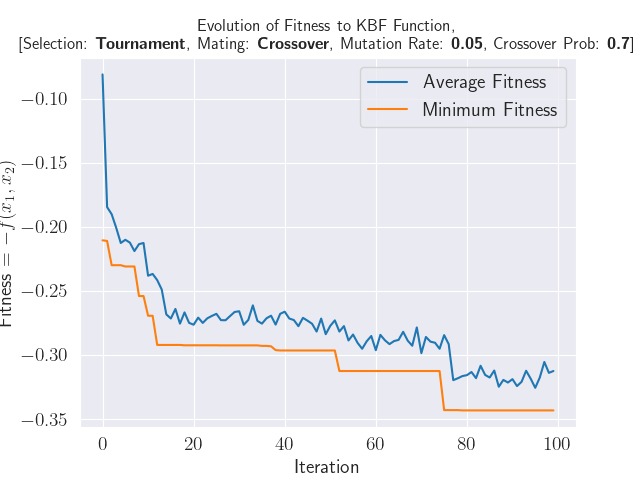 Evolution of Fitness to KBF Function,
[Selection: Tournament, Mating: Crossover, Mutation Rate: 0.05, Crossover Prob: 0.7]
Average Fitness
Minimum Fitness
−0.10
−0.15
−0.20
−0.25
−0.30
−0.35
Fitness = −f(x₁, x₂)
0
20
40
60
80
100
Iteration